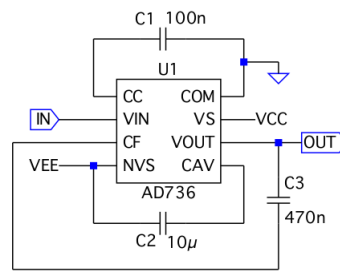 C1 100n
U1
CC COM
IN VIN VS VCC
CF VOUT OUT
VEE NVS CAV
AD736
C3
C2 10µ 470n